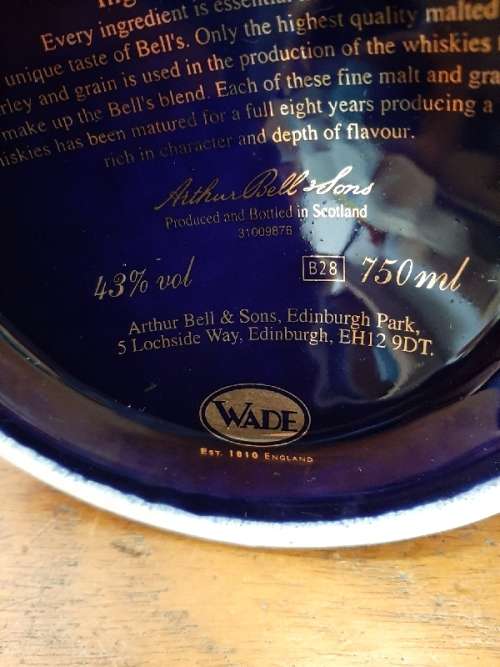 Every ingredient is essential
unique taste of Bell's. Only the highest quality malted
rley and grain is used in the production of the whiskies
make up the Bell's blend. Each of these fine malt and gra
hiskies has been matured for a full eight years producing a
rich in character and depth of flavour.
Arthur Bell & Sons
Produced and Bottled in Scotland
31009876
43% vol
B28 750ml
Arthur Bell & Sons, Edinburgh Park,
5 Lochside Way, Edinburgh, EH12 9DT.
WADE
EST. 1810 ENGLAND